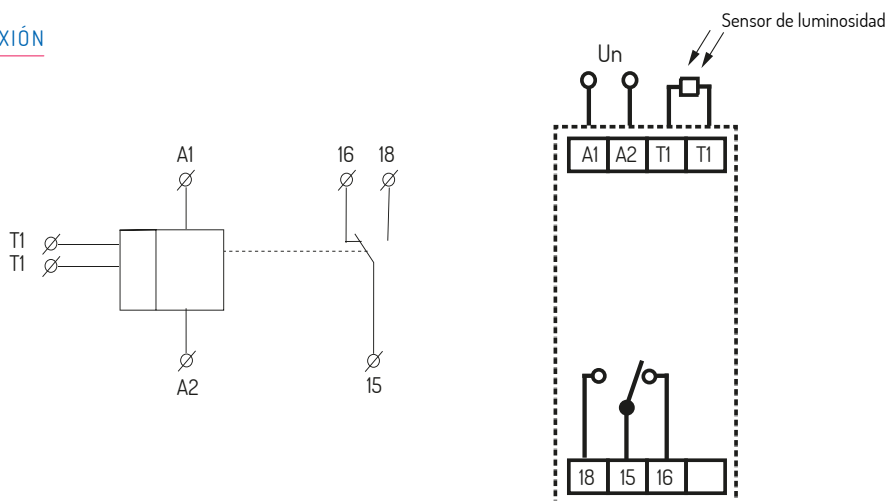 XIÓN
Sensor de luminosidad
Un
A1 A2 T1 T1
A1
16 18
T1
T1
A2
15
18 15 16